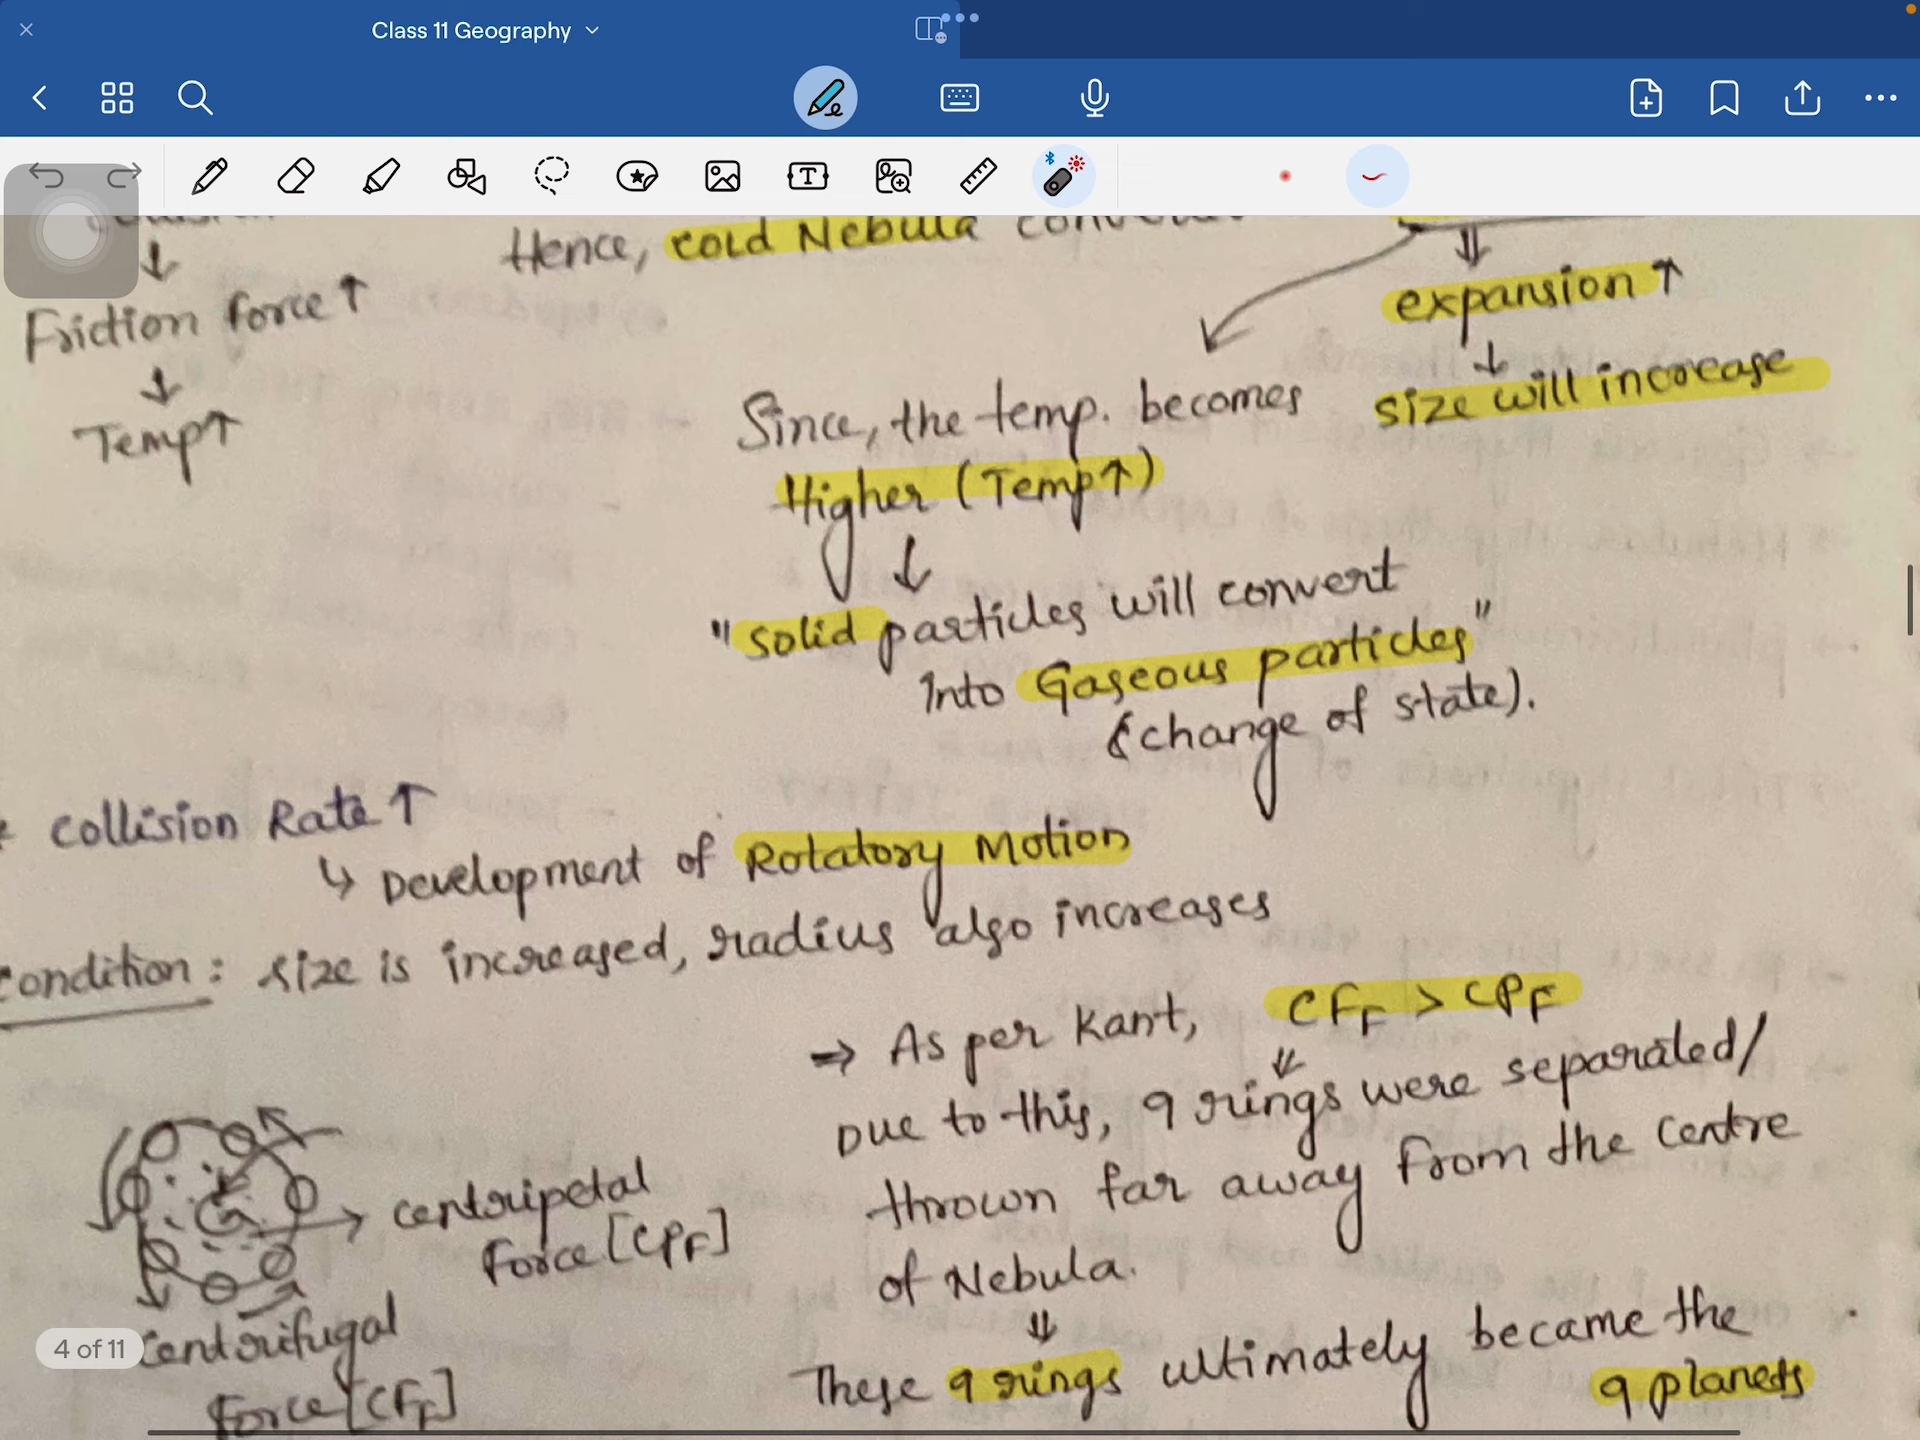 Class 11 Geography
Hence, cold Nebula
Friction force ↑
↓
Temp↑
⇓
expansion ↑
↓
size will increase
Since, the temp. becomes
Higher (Temp↑)
↓
"solid particles will convert
into Gaseous particles"
(change of state).
Collision Rate ↑
↳ Development of Rotatory Motion
Condition: size is increased, radius also increases
⇒ As per Kant, CFF > CPF
⇓
Due to this, 9 rings were separated/
thrown far away from the centre
of Nebula.
⇓
These 9 rings ultimately became the
9 planets
centripetal
force [CPF]
Centrifugal
force [CFF]
4 of 11